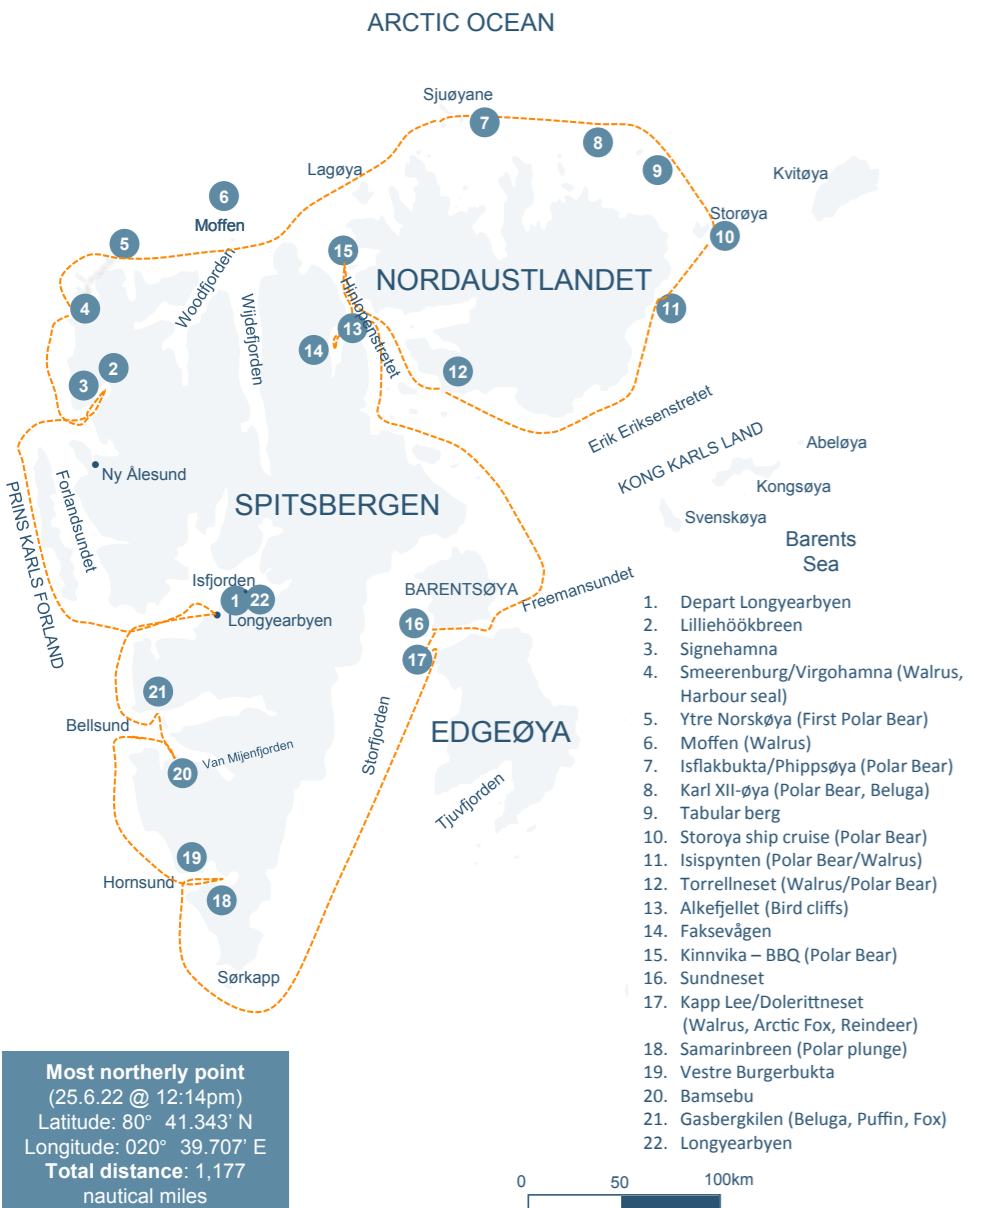 ARCTIC OCEAN
Sjuøyane
7
8
9
Lagøya
Kvitøya
6
Moffen
Storøya
10
5
15
NORDAUSTLANDET
Woodfjorden
Hinlopenstretet
Wijdefjorden
4
11
13
14
2
3
12
Erik Eriksenstretet
KONG KARLS LAND
Abeløya
Ny Ålesund
Kongsøya
Forlandsundet
PRINS KARLS FORLAND
SPITSBERGEN
Svenskøya
Barents
Sea
Isfjorden
BARENTSØYA
Freemansundet
1
22
Longyearbyen
16
17
21
Bellsund
Storfjorden
EDGEØYA
Van Mijenfjorden
20
Tjuvfjorden
19
Hornsund
18
Sørkapp
1. Depart Longyearbyen
2. Lilliehöökbreen
3. Signehamna
4. Smeerenburg/Virgohamna (Walrus,
Harbour seal)
5. Ytre Norskøya (First Polar Bear)
6. Moffen (Walrus)
7. Isflakbukta/Phippsøya (Polar Bear)
8. Karl XII-øya (Polar Bear, Beluga)
9. Tabular berg
10. Storoya ship cruise (Polar Bear)
11. Isispynten (Polar Bear/Walrus)
12. Torrellneset (Walrus/Polar Bear)
13. Alkefjellet (Bird cliffs)
14. Faksevågen
15. Kinnvika – BBQ (Polar Bear)
16. Sundneset
17. Kapp Lee/Dolerittneset
(Walrus, Arctic Fox, Reindeer)
18. Samarinbreen (Polar plunge)
19. Vestre Burgerbukta
20. Bamsebu
21. Gasbergkilen (Beluga, Puffin, Fox)
22. Longyearbyen
Most northerly point
(25.6.22 @ 12:14pm)
Latitude: 80° 41.343’ N
Longitude: 020° 39.707’ E
Total distance: 1,177
nautical miles
0 50 100km